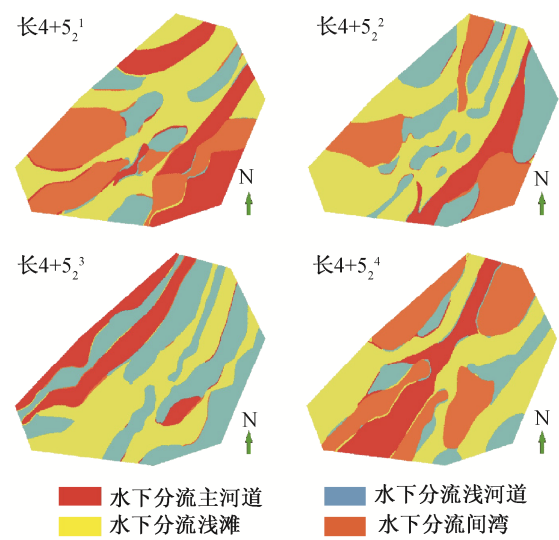 长4+5₂¹
长4+5₂²
N
N
长4+5₂³
长4+5₂⁴
N
N
水下分流主河道
水下分流浅河道
水下分流浅滩
水下分流间湾